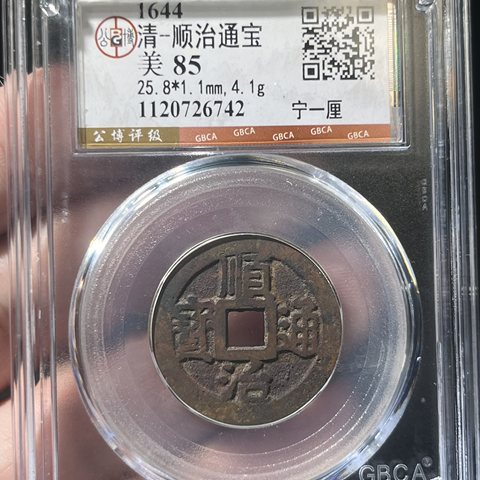 1644
清--顺治通宝
美 85
25.8*1.1mm,4.1g
1120726742 宁一厘
公博评级 GBCA GBCA GBCA GBCA GBCA
順
寳 通
治
GBCA®